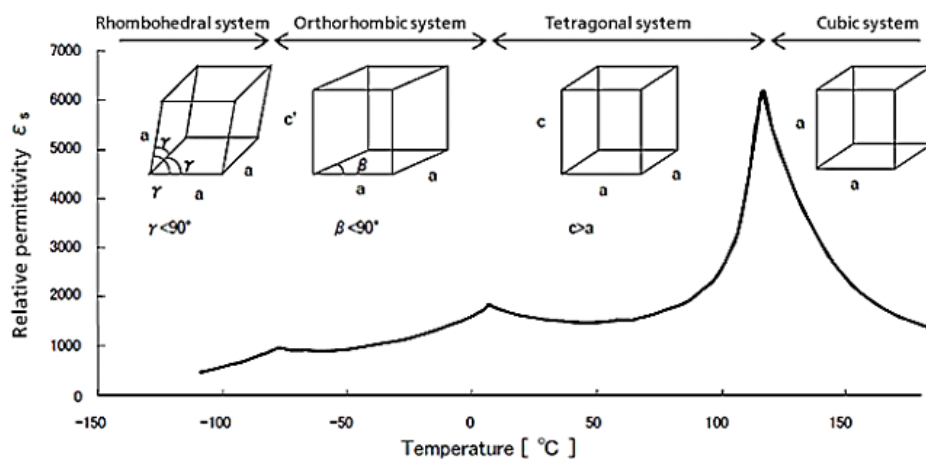 Rhombohedral system Orthorhombic system Tetragonal system Cubic system
7000
6000
5000
4000
3000
2000
1000
0
Relative permittivity ε s
a γ γ γ a a
γ<90°
c' β a a
β<90°
c a a
c>a
a a
-150 -100 -50 0 50 100 150
Temperature [ °C]